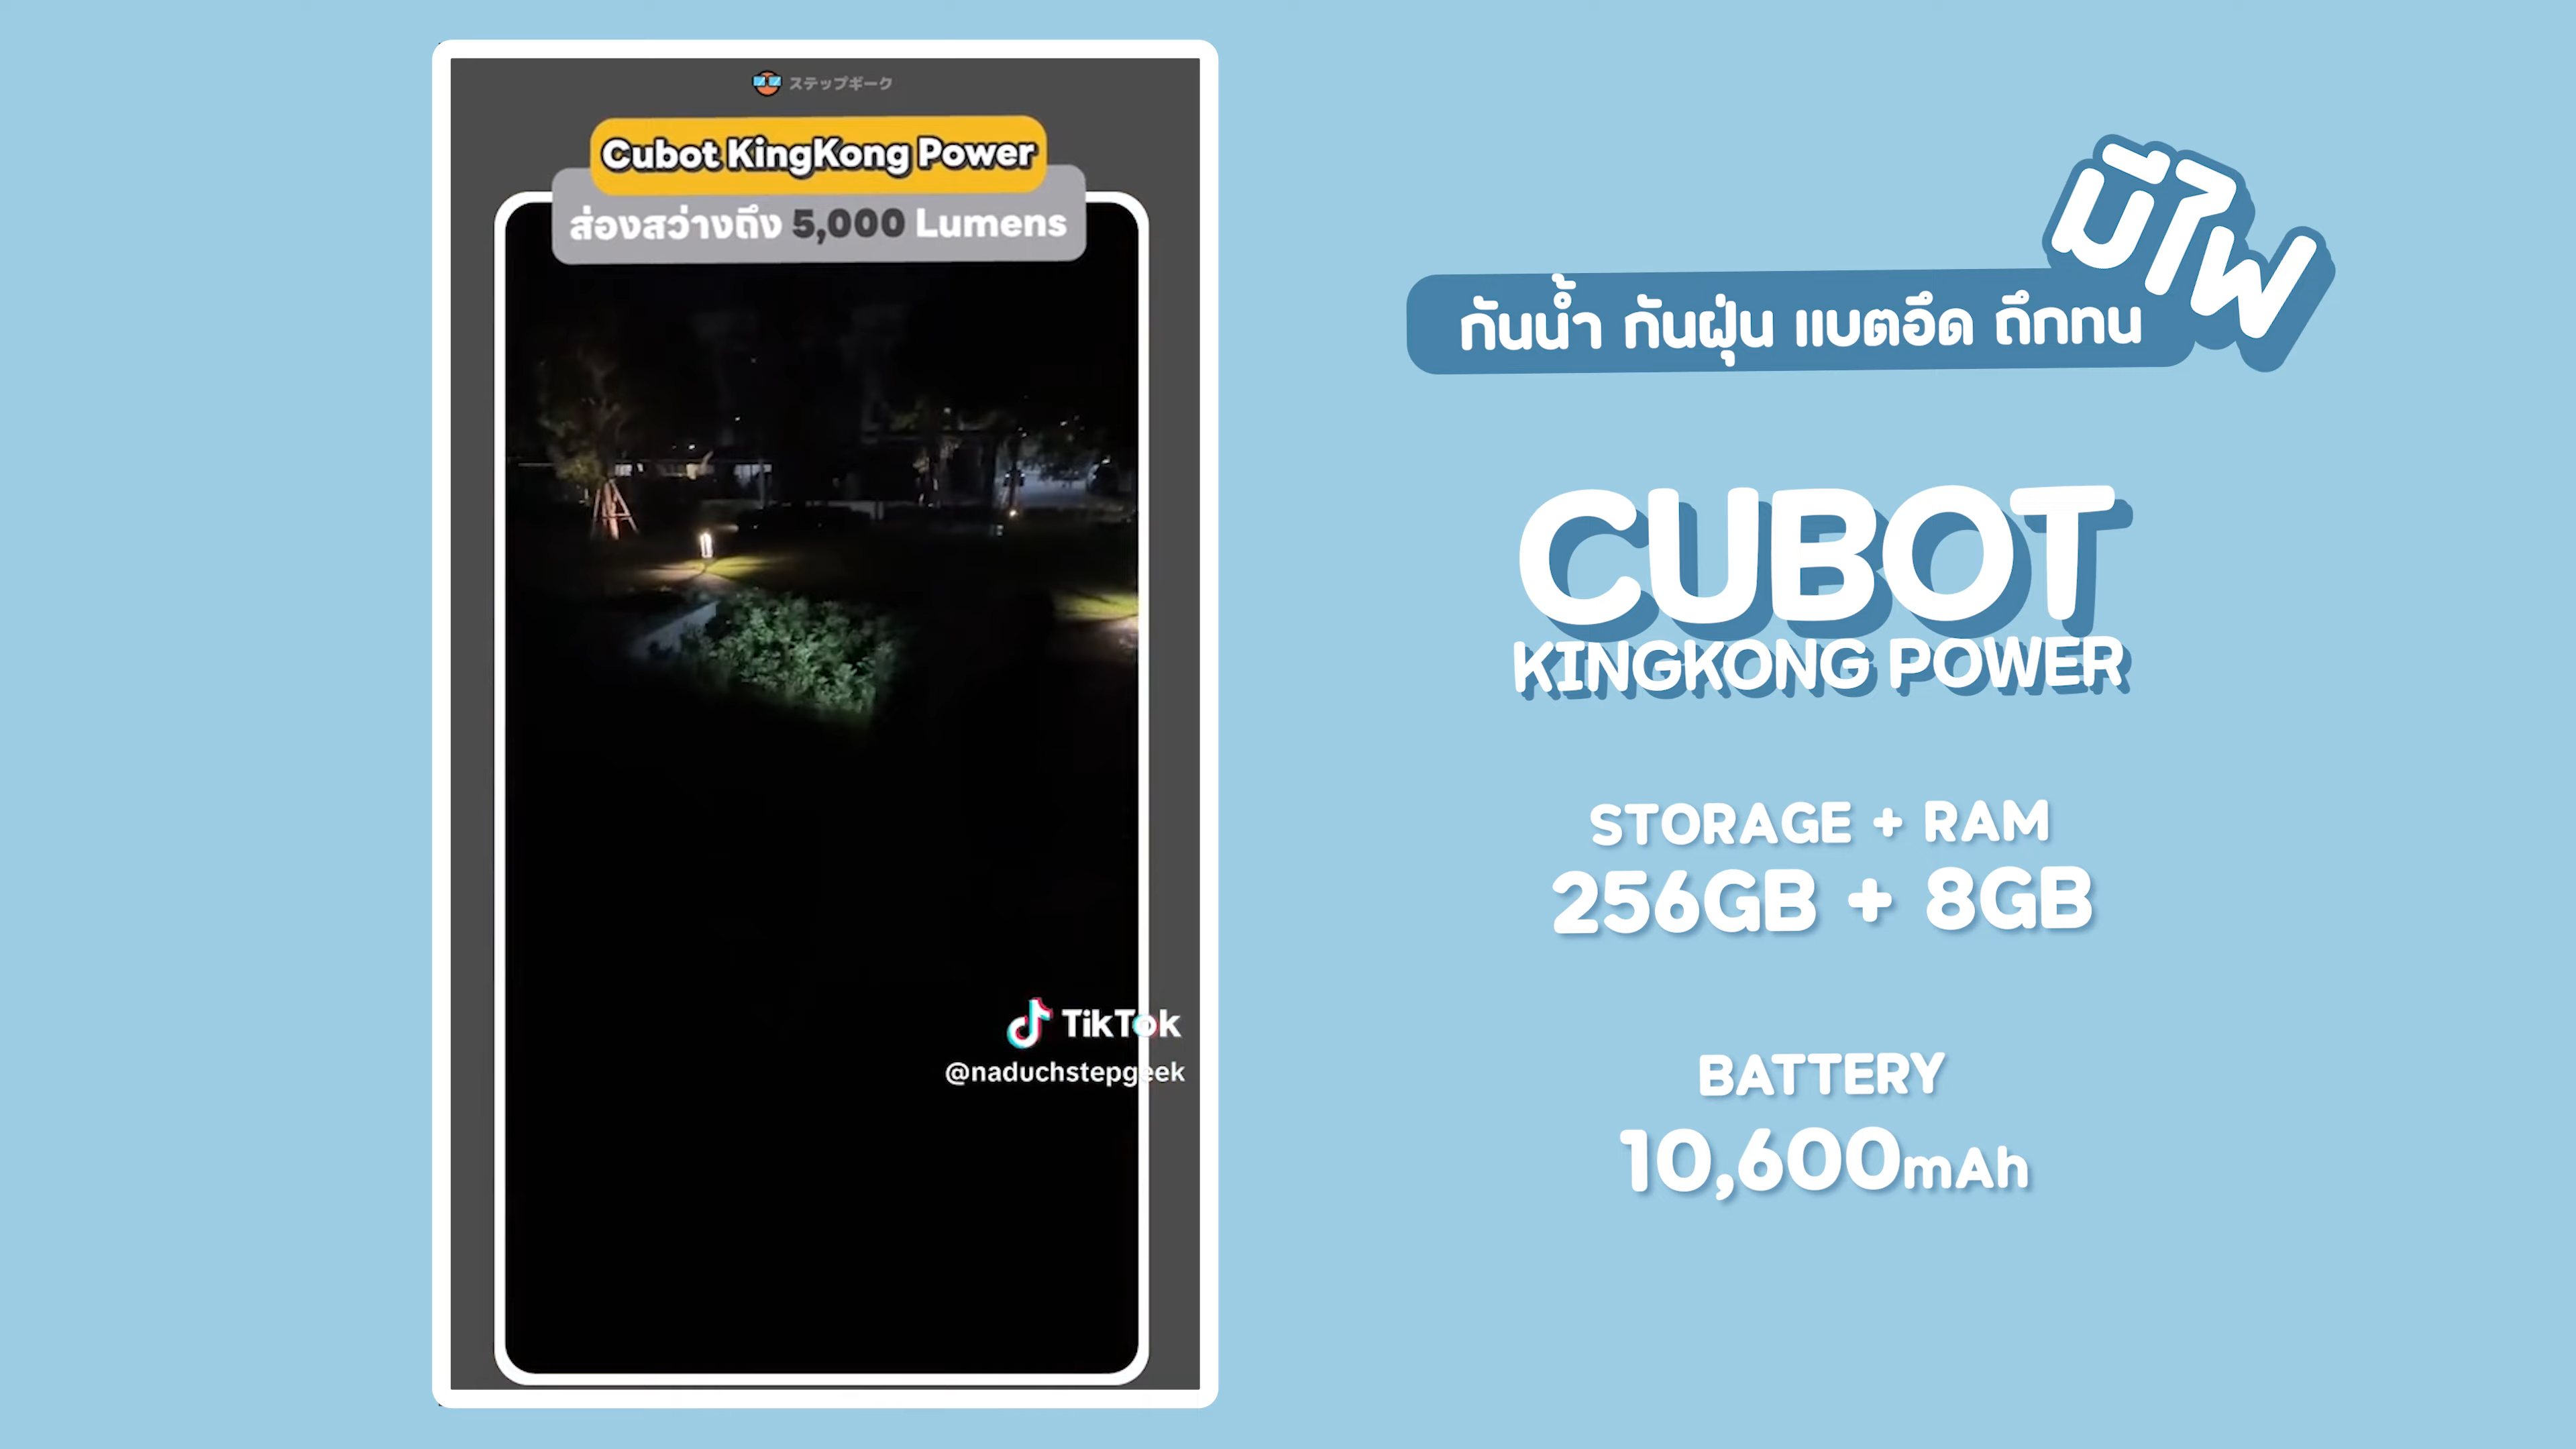 ステップギーク
Cubot KingKong Power
ส่องสว่างถึง 5,000 Lumens
TikTok
@naduchstepgeek
มีไฟ
กันน้ำ กันฝุ่น แบตอึด ถึกทน
CUBOT
KINGKONG POWER
STORAGE + RAM
256GB + 8GB
BATTERY
10,600mAh